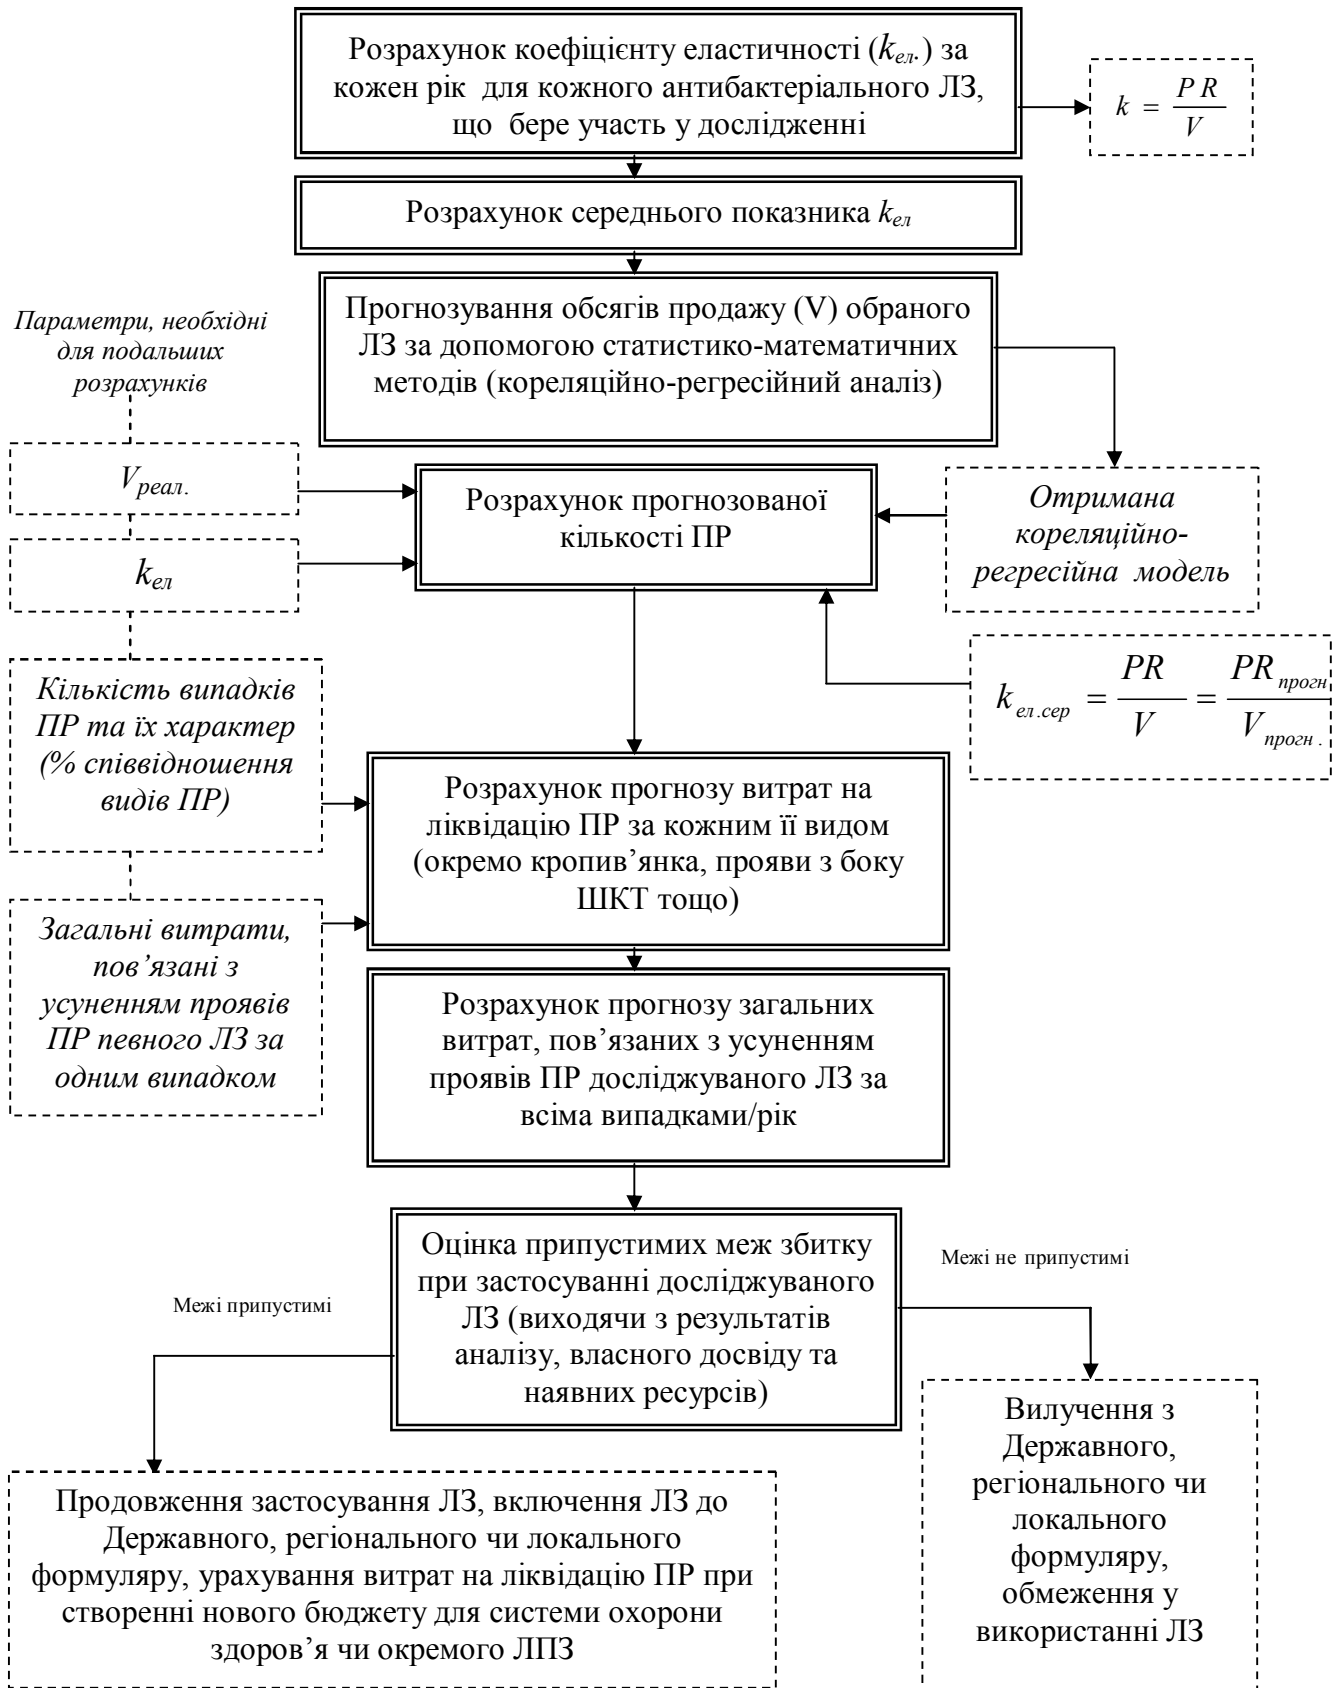 Розрахунок коефіцієнту еластичності (kел.) за
кожен рік для кожного антибактеріального ЛЗ,
що бере участь у дослідженні
k = PR / V
Розрахунок середнього показника kел
Прогнозування обсягів продажу (V) обраного
ЛЗ за допомогою статистико-математичних
методів (кореляційно-регресійний аналіз)
Параметри, необхідні
для подальших
розрахунків
Vреал.
kел
Розрахунок прогнозованої
кількості ПР
Отримана
кореляційно-
регресійна модель
kел.сер = PR / V = PRпрогн / Vпрогн.
Кількість випадків
ПР та їх характер
(% співвідношення
видів ПР)
Розрахунок прогнозу витрат на
ліквідацію ПР за кожним її видом
(окремо кропив’янка, прояви з боку
ШКТ тощо)
Загальні витрати,
пов’язані з
усуненням проявів
ПР певного ЛЗ за
одним випадком
Розрахунок прогнозу загальних
витрат, пов’язаних з усуненням
проявів ПР досліджуваного ЛЗ за
всіма випадками/рік
Оцінка припустимих меж збитку
при застосуванні досліджуваного
ЛЗ (виходячи з результатів
аналізу, власного досвіду та
наявних ресурсів)
Межі припустимі
Межі не припустимі
Продовження застосування ЛЗ, включення ЛЗ до
Державного, регіонального чи локального
формуляру, урахування витрат на ліквідацію ПР при
створенні нового бюджету для системи охорони
здоров’я чи окремого ЛПЗ
Вилучення з
Державного,
регіонального чи
локального
формуляру,
обмеження у
використанні ЛЗ